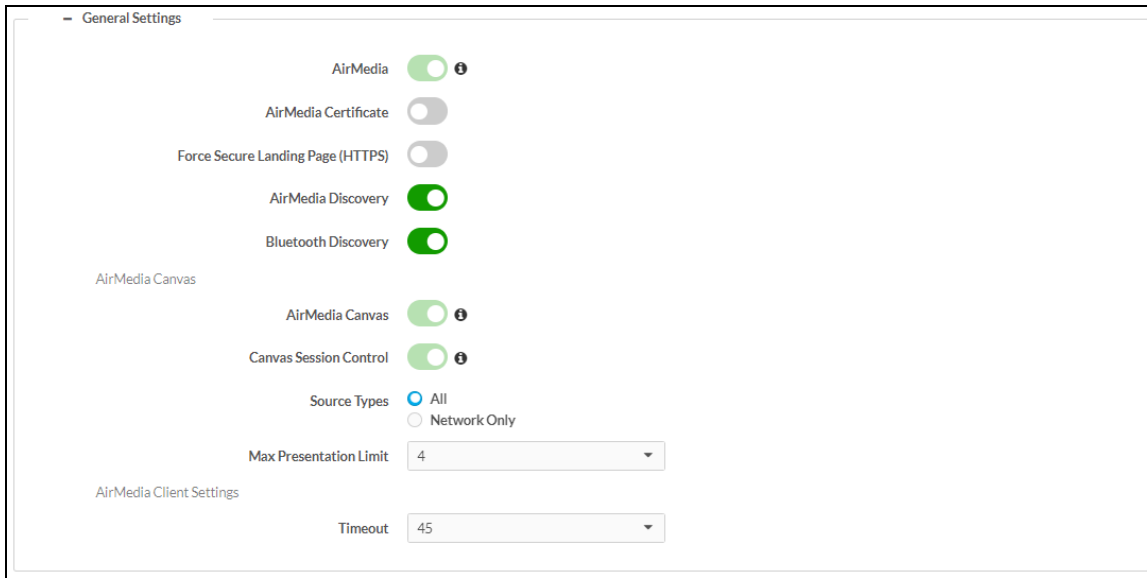 General Settings
AirMedia
AirMedia Certificate
Force Secure Landing Page (HTTPS)
AirMedia Discovery
Bluetooth Discovery
AirMedia Canvas
AirMedia Canvas
Canvas Session Control
Source Types All
Network Only
Max Presentation Limit 4
AirMedia Client Settings
Timeout 45